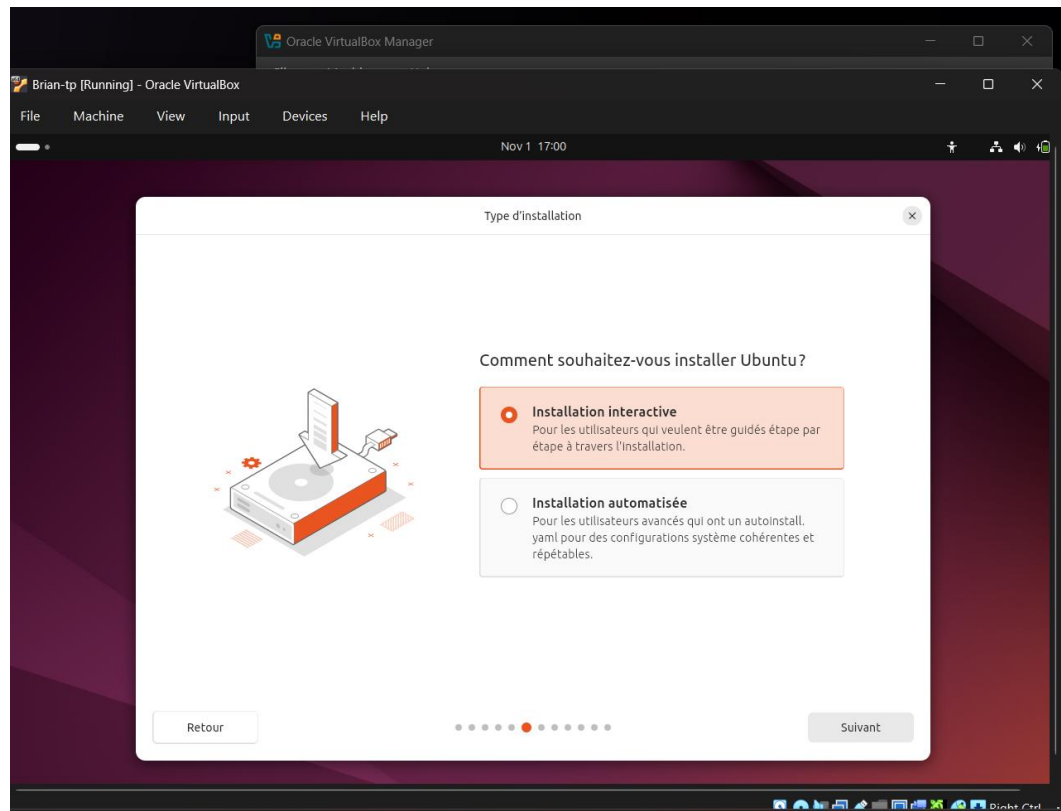 Oracle VirtualBox Manager
Brian-tp [Running] - Oracle VirtualBox
File Machine View Input Devices Help
Nov 1 17:00
Type d'installation
Comment souhaitez-vous installer Ubuntu ?
Installation interactive
Pour les utilisateurs qui veulent être guidés étape par
étape à travers l'installation.
Installation automatisée
Pour les utilisateurs avancés qui ont un autoinstall.
yaml pour des configurations système cohérentes et
répétables.
Retour
Suivant
Right Ctrl